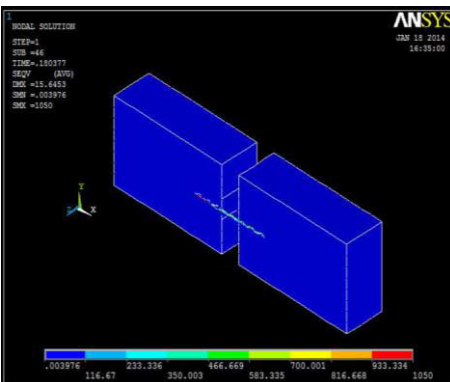 1
NODAL SOLUTION
STEP=1
SUB =46
TIME=.180377
SEQV (AVG)
DMX =15.6453
SMN =.003976
SMX =1050
ANSYS
JAN 18 2014
16:35:00
Y
Z
X
.003976 233.336 466.669 700.001 933.334
116.67 350.003 583.335 816.668 1050